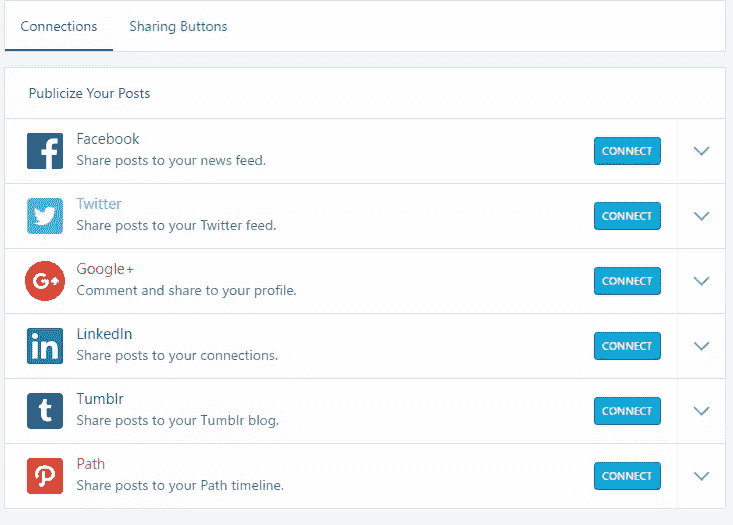 Connections
Sharing Buttons
Publicize Your Posts
Facebook
Share posts to your news feed.
CONNECT
Twitter
Share posts to your Twitter feed.
CONNECT
Google+
Comment and share to your profile.
CONNECT
LinkedIn
Share posts to your connections.
CONNECT
Tumblr
Share posts to your Tumblr blog.
CONNECT
Path
Share posts to your Path timeline.
CONNECT